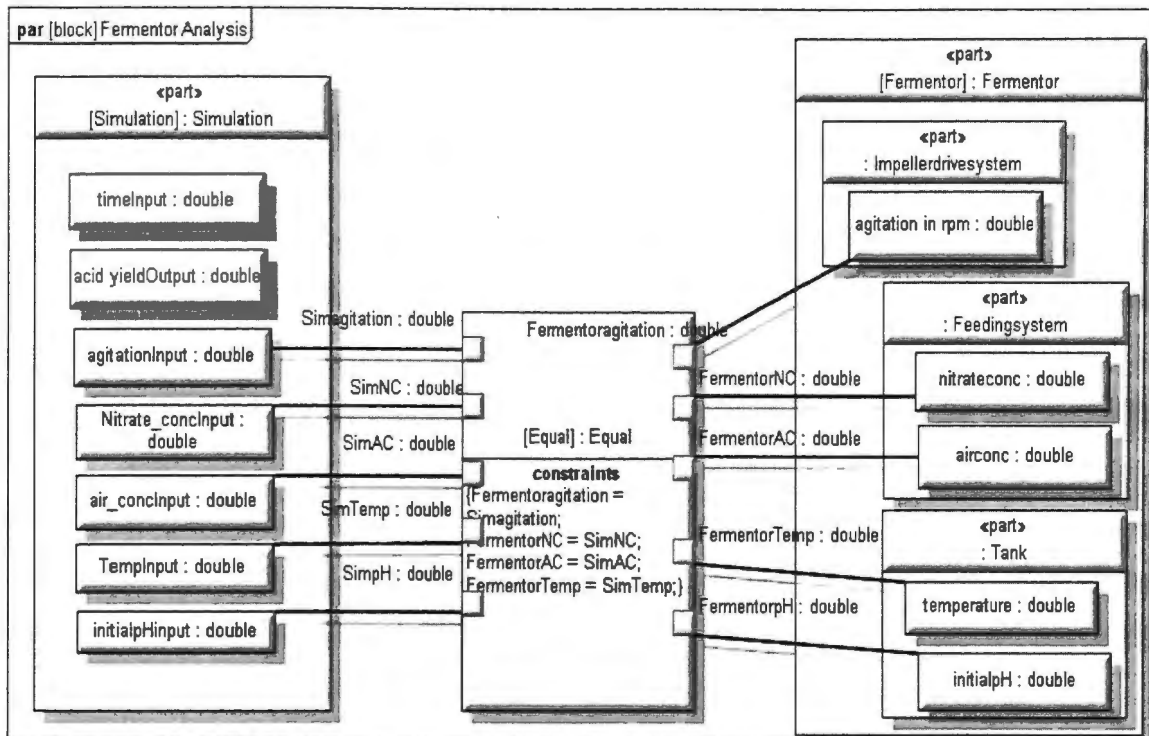 par [block] Fermentor Analysis
«part»
[Simulation] : Simulation
timeInput : double
acid yieldOutput : double
agitationInput : double
Nitrate_concInput :
double
air_concInput : double
TempInput : double
initialpHinput : double
Simagitation : double
SimNC : double
SimAC : double
SimTemp : double
SimpH : double
Fermentoragitation : double
[Equal] : Equal
constraints
{Fermentoragitation =
Simagitation;
FermentorNC = SimNC;
FermentorAC = SimAC;
FermentorTemp = SimTemp;}
FermentorNC : double
FermentorAC : double
FermentorTemp : double
FermentorpH : double
«part»
[Fermentor] : Fermentor
«part»
: Impellerdrivesystem
agitation in rpm : double
«part»
: Feedingsystem
nitrateconc : double
airconc : double
«part»
: Tank
temperature : double
initialpH : double